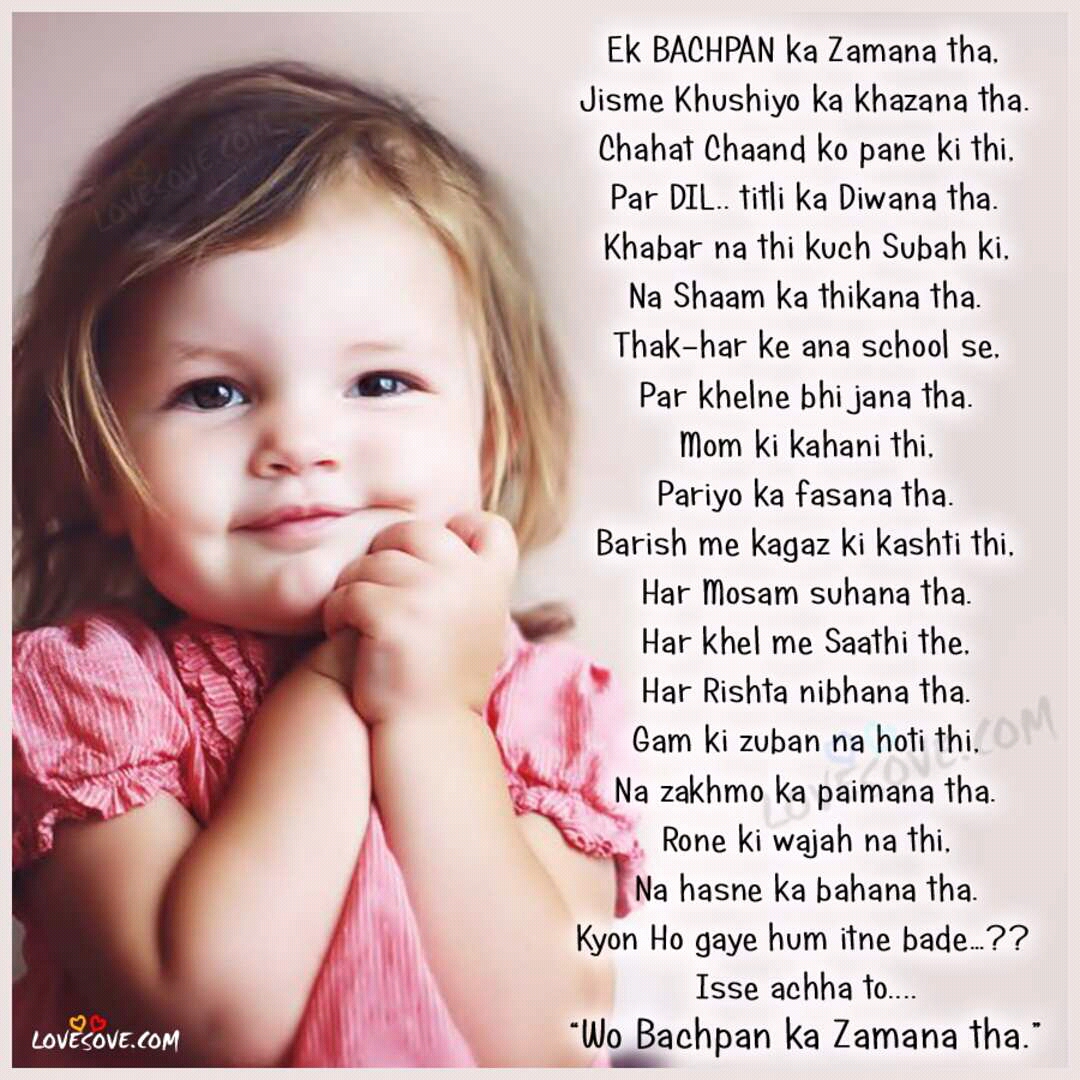 Ek BACHPAN ka Zamana tha,
Jisme Khushiyo ka khazana tha.
Chahat Chaand ko pane ki thi,
Par DIL.. titli ka Diwana tha.
Khabar na thi kuch Subah ki,
Na Shaam ka thikana tha.
Thak-har ke ana school se,
Par khelne bhi jana tha.
Mom ki kahani thi,
Pariyo ka fasana tha.
Barish me kagaz ki kashti thi,
Har Mosam suhana tha.
Har khel me Saathi the,
Har Rishta nibhana tha.
Gam ki zuban na hoti thi,
Na zakhmo ka paimana tha.
Rone ki wajah na thi,
Na hasne ka bahana tha.
Kyon Ho gaye hum itne bade...??
Isse achha to....
"Wo Bachpan ka Zamana tha."
LOVESOVE.COM
LOVESOVE.COM
LOVESOVE.COM